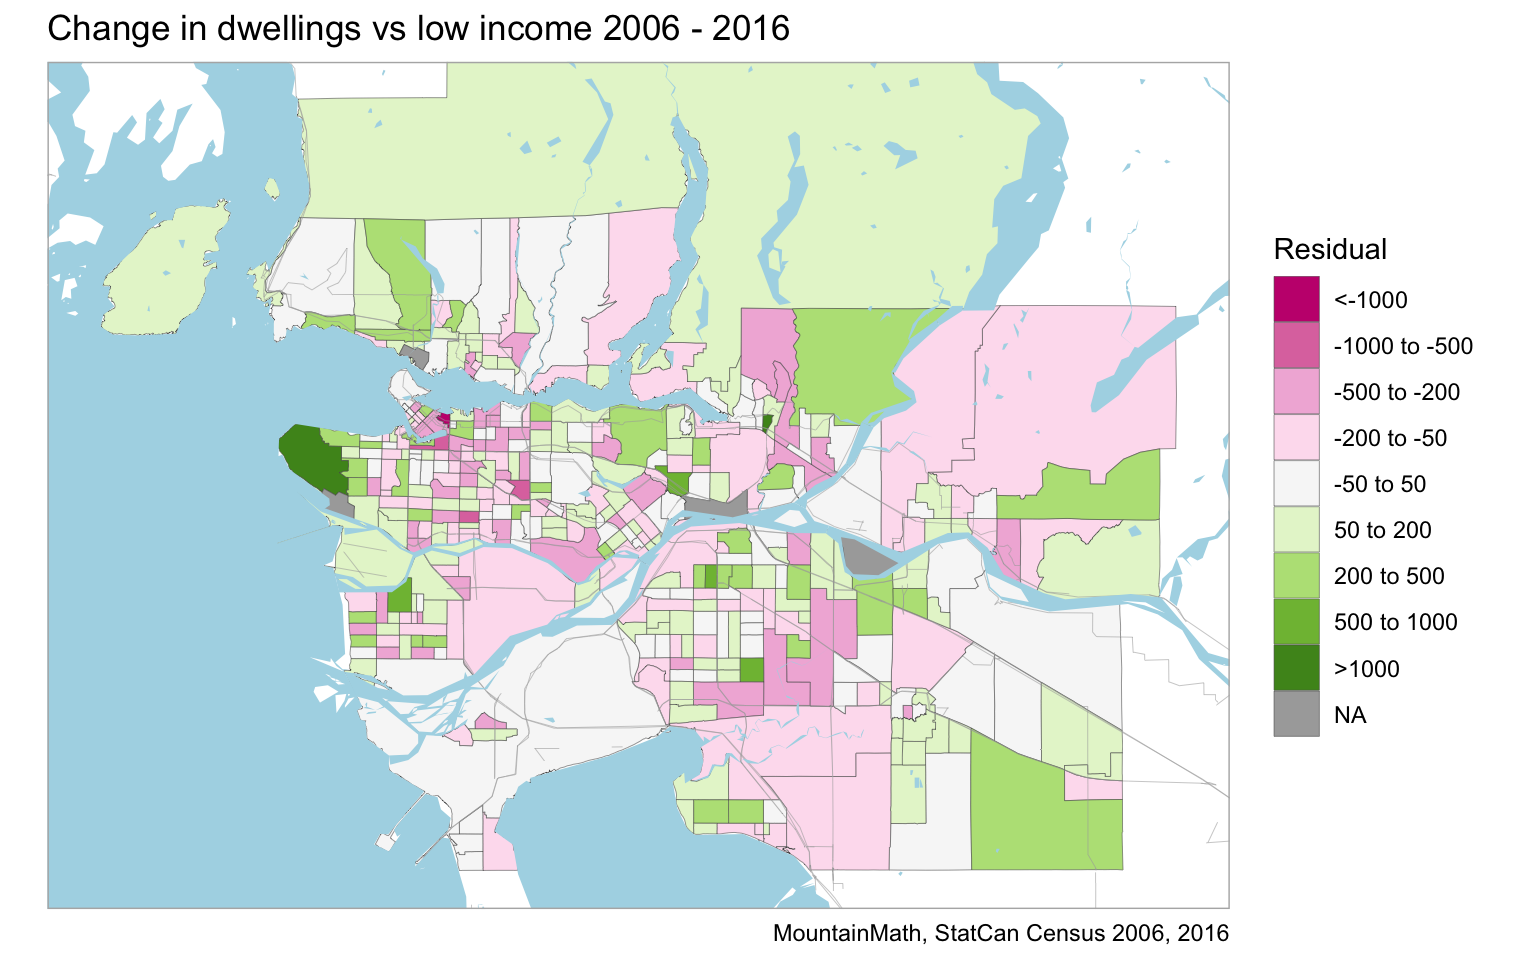 Change in dwellings vs low income 2006 - 2016
Residual
<-1000
-1000 to -500
-500 to -200
-200 to -50
-50 to 50
50 to 200
200 to 500
500 to 1000
>1000
NA
MountainMath, StatCan Census 2006, 2016